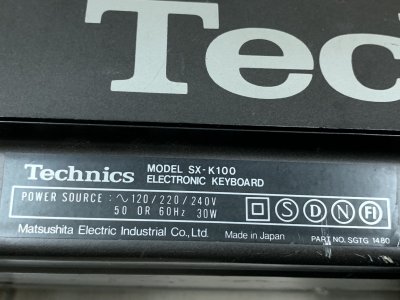 Tec
Technics MODEL SX-K100
ELECTRONIC KEYBOARD
POWER SOURCE : ∿ 120/220/240V
50 OR 60Hz 30W
S D N FI
Matsushita Electric Industrial Co., Ltd. Made in Japan PART NO. SGTG 1480